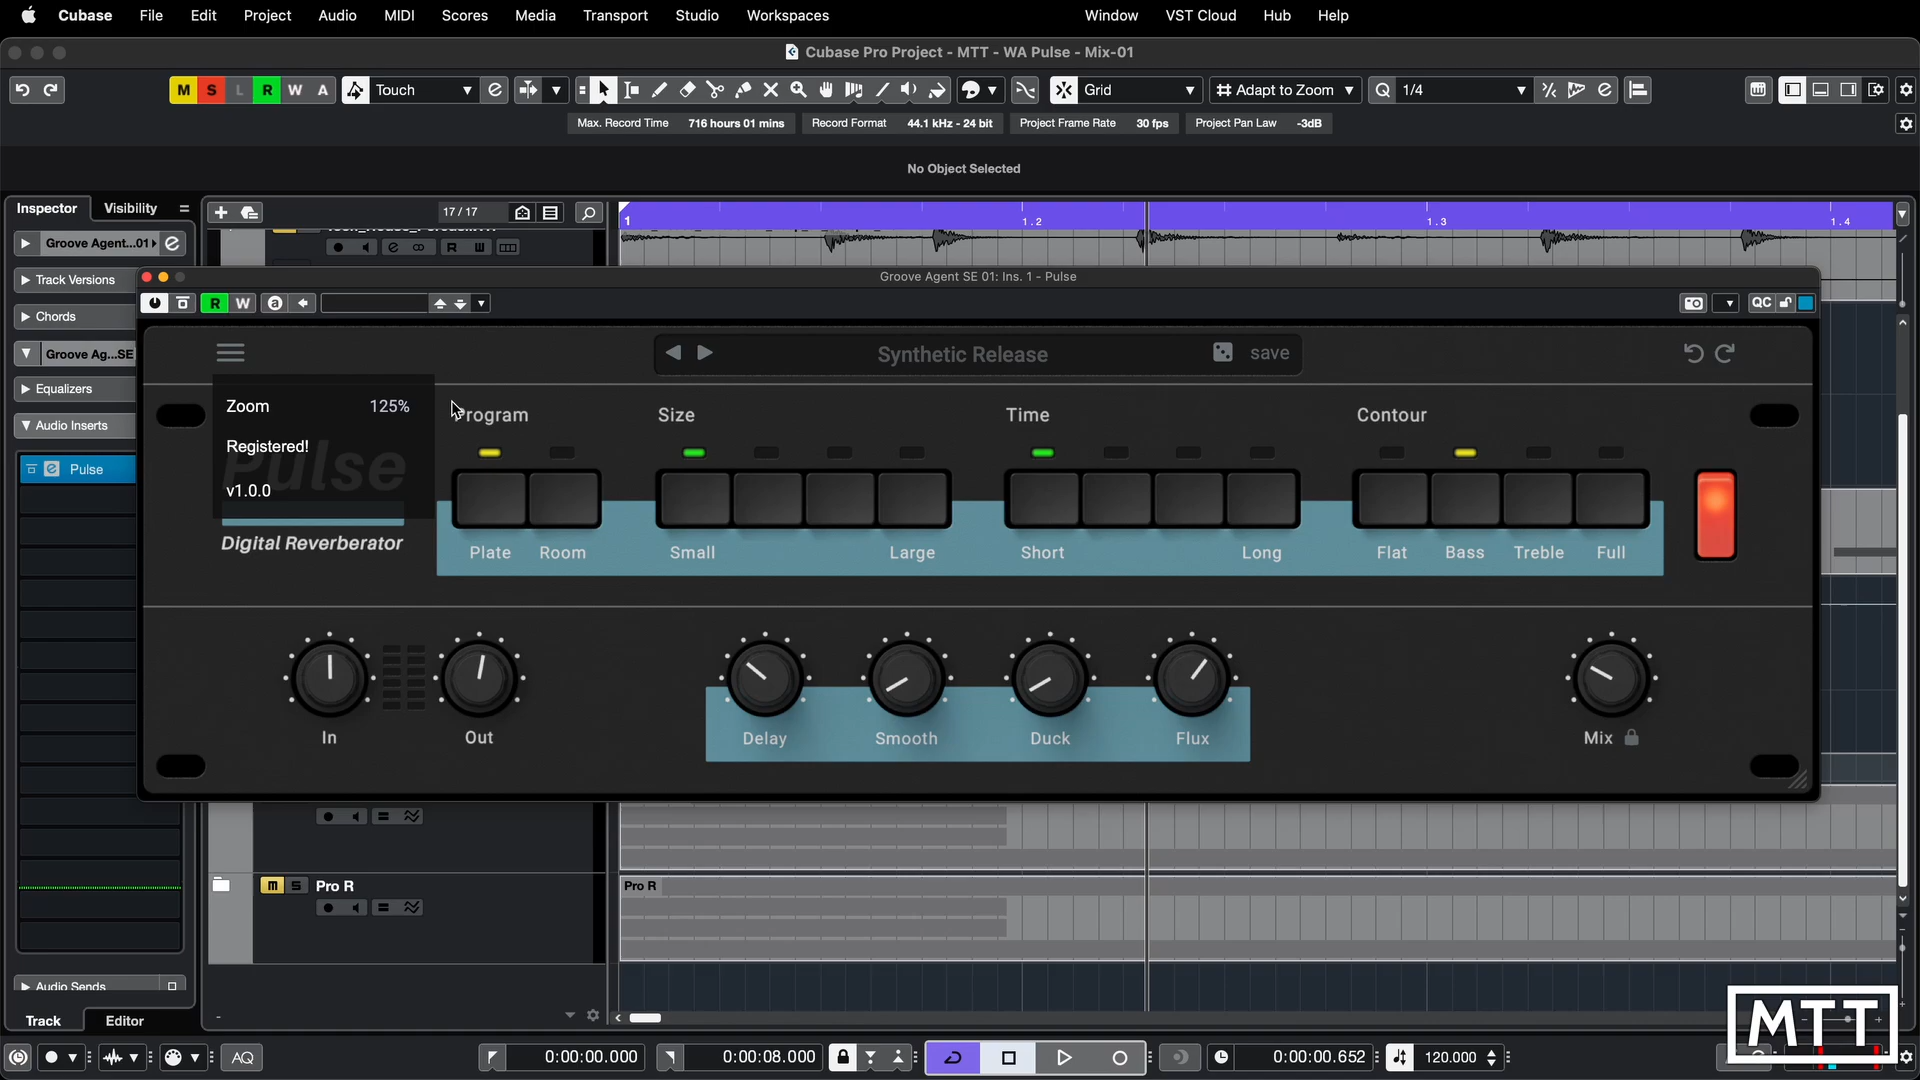 Cubase File Edit Project Audio MIDI Scores Media Transport Studio Workspaces Window VST Cloud Hub Help
Cubase Pro Project - MTT - WA Pulse - Mix-01
M S L R W A Touch Grid Adapt to Zoom Q 1/4
Max. Record Time 716 hours 01 mins Record Format 44.1 kHz - 24 bit Project Frame Rate 30 fps Project Pan Law -3dB
No Object Selected
Inspector Visibility 17 / 17 1 1.2 1.3 1.4
Groove Agent...01
Track Versions
Groove Agent SE 01: Ins. 1 - Pulse
R W a QC
Chords
Groove Ag...SE
Synthetic Release save
Equalizers
Zoom 125%
Program Size Time Contour
Audio Inserts
Registered!
Pulse
Pulse
v1.0.0
Digital Reverberator
Plate Room Small Large Short Long Flat Bass Treble Full
In Out Delay Smooth Duck Flux Mix
m S Pro R Pro R
Audio Sends
Track Editor
MTT
AQ 0:00:00.000 0:00:08.000 0:00:00.652 120.000